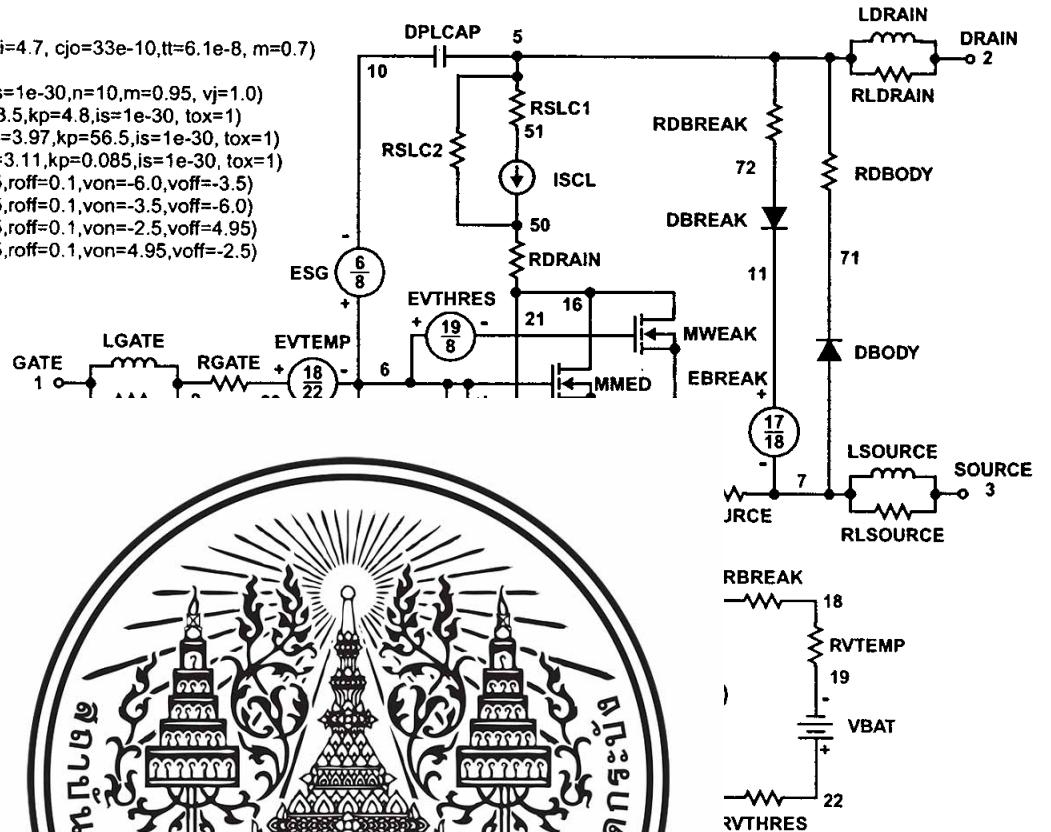 LDRAIN
DPLCAP 5 DRAIN
i=4.7, cjo=33e-10,tt=6.1e-8, m=0.7)
10 2
RLDRAIN
s=1e-30,n=10,m=0.95, vj=1.0)
RSLC1
3.5,kp=4.8,is=1e-30, tox=1)
51
RDBREAK
=3.97,kp=56.5,is=1e-30, tox=1)
RSLC2
=3.11,kp=0.085,is=1e-30, tox=1)
72
RDBODY
,roff=0.1,von=-6.0,voff=-3.5)
ISCL
,roff=0.1,von=-3.5,voff=-6.0)
DBREAK
,roff=0.1,von=-2.5,voff=4.95)
50
,roff=0.1,von=4.95,voff=-2.5)
-
RDRAIN
71
ESG 6/8
11
+
EVTHRES
16
+ 19/8 -
21
MWEAK
LGATE
EVTEMP
DBODY
GATE
RGATE
1
+ 18/22 -
6
MMED
EBREAK
+
17/18
-
LSOURCE
7
SOURCE
3
URCE
RLSOURCE
RBREAK
18
RVTEMP
19
-
VBAT
+
22
RVTHRES